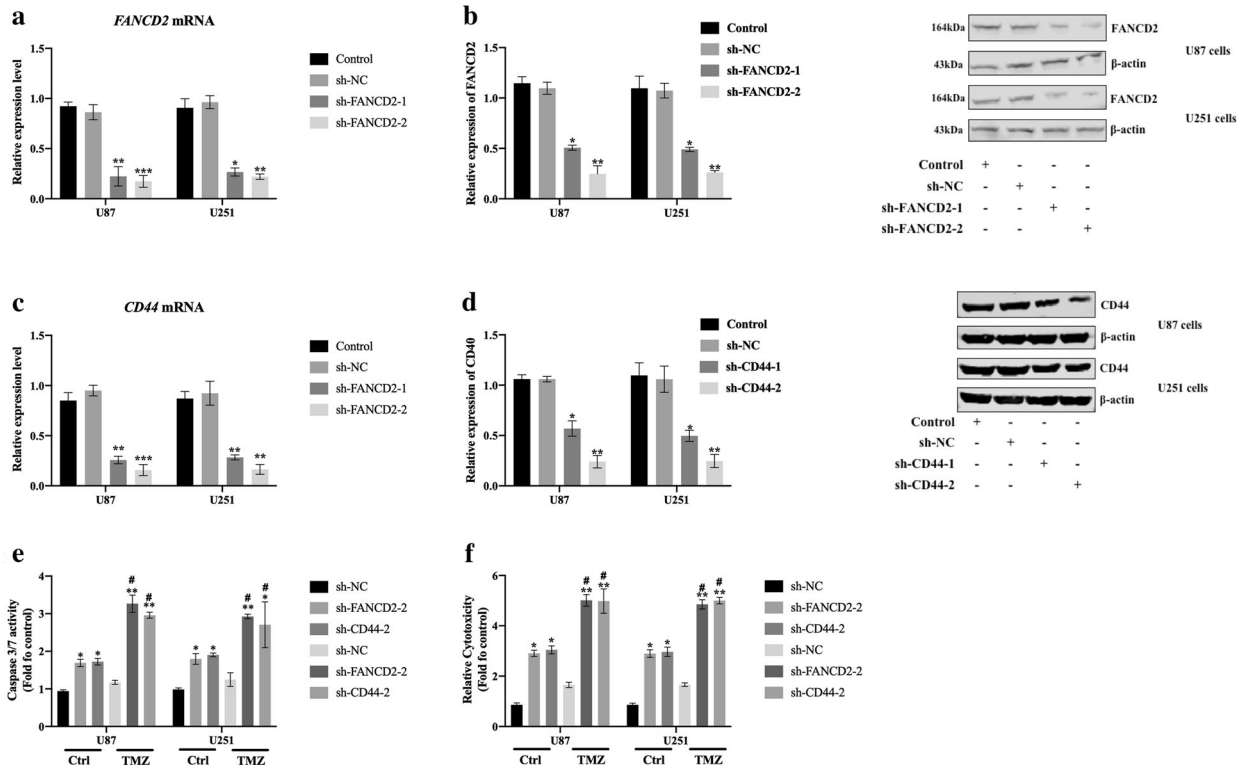 a
FANCD2 mRNA
Relative expression level
1.5
1.0
0.5
0.0
** *** * **
U87 U251
Control
sh-NC
sh-FANCD2-1
sh-FANCD2-2
b
Relative expression of FANCD2
1.5
1.0
0.5
0.0
* ** * **
U87 U251
Control
sh-NC
sh-FANCD2-1
sh-FANCD2-2
164kDa FANCD2
43kDa β-actin
U87 cells
164kDa FANCD2
43kDa β-actin
U251 cells
Control + - - -
sh-NC - + - -
sh-FANCD2-1 - - + -
sh-FANCD2-2 - - - +
c
CD44 mRNA
Relative expression level
1.5
1.0
0.5
0.0
** *** ** **
U87 U251
Control
sh-NC
sh-FANCD2-1
sh-FANCD2-2
d
Relative expression of CD40
1.5
1.0
0.5
0.0
* ** * **
U87 U251
Control
sh-NC
sh-CD44-1
sh-CD44-2
CD44
β-actin
U87 cells
CD44
β-actin
U251 cells
Control + - - -
sh-NC - + - -
sh-CD44-1 - - + -
sh-CD44-2 - - - +
e
Caspase 3/7 activity
(Fold fo control)
4
3
2
1
0
# # # #
* * ** ** * * ** *
U87 U251
Ctrl TMZ Ctrl TMZ
sh-NC
sh-FANCD2-2
sh-CD44-2
sh-NC
sh-FANCD2-2
sh-CD44-2
f
Relative Cytotoxicity
(Fold fo control)
6
4
2
0
# # # #
* * ** ** * * ** **
U87 U251
Ctrl TMZ Ctrl TMZ
sh-NC
sh-FANCD2-2
sh-CD44-2
sh-NC
sh-FANCD2-2
sh-CD44-2